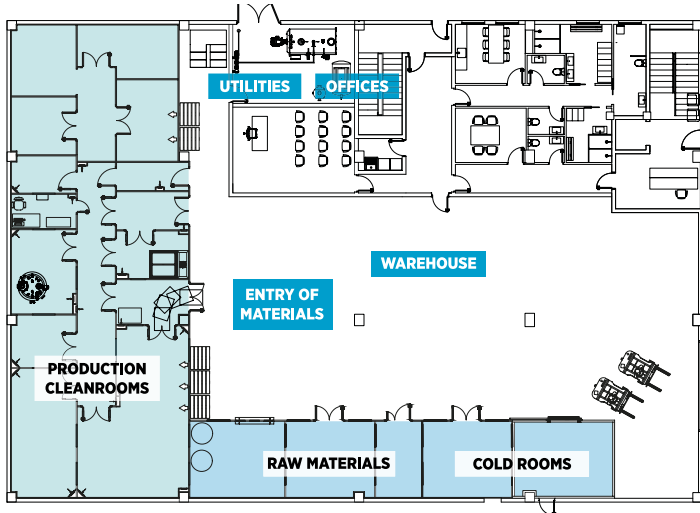 UTILITIES
OFFICES
WAREHOUSE
ENTRY OF
MATERIALS
PRODUCTION
CLEANROOMS
RAW MATERIALS
COLD ROOMS